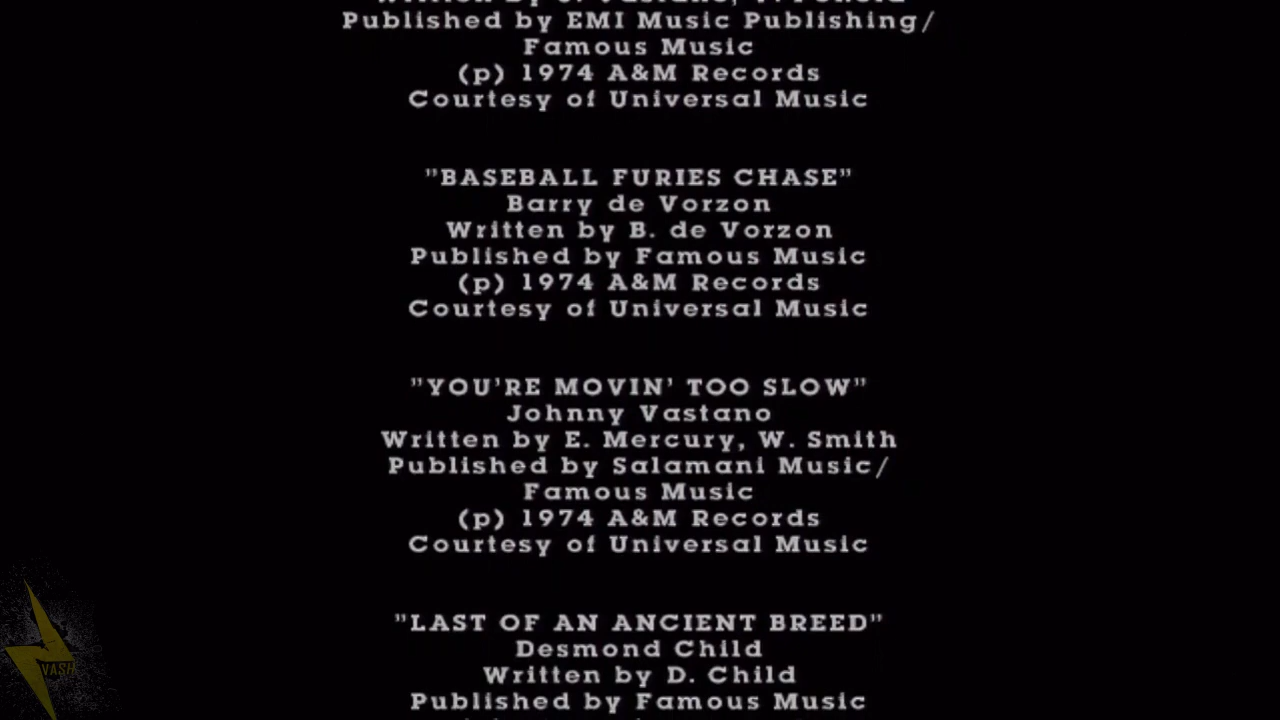 Published by EMI Music Publishing/
Famous Music
(p) 1974 A&M Records
Courtesy of Universal Music
"BASEBALL FURIES CHASE"
Barry de Vorzon
Written by B. de Vorzon
Published by Famous Music
(p) 1974 A&M Records
Courtesy of Universal Music
"YOU'RE MOVIN' TOO SLOW"
Johnny Vastano
Written by E. Mercury, W. Smith
Published by Salamani Music/
Famous Music
(p) 1974 A&M Records
Courtesy of Universal Music
"LAST OF AN ANCIENT BREED"
Desmond Child
Written by D. Child
Published by Famous Music
VASH